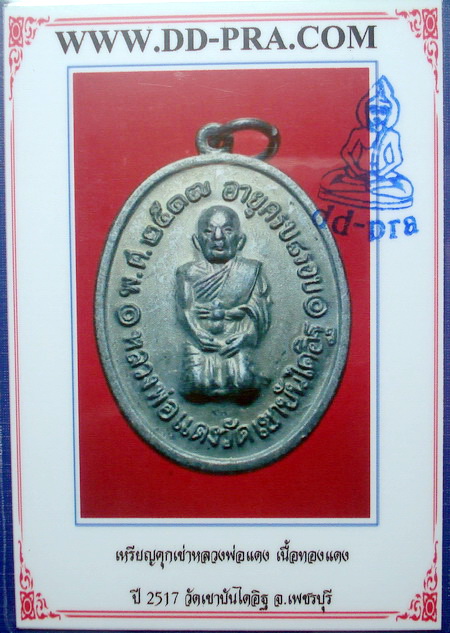 WWW.DD-PRA.COM
dd-pra
พ.ศ. ๒๕๑๗ อายุครบ ๘ รอบ
หลวงพ่อแดงวัดเขาบันไดอิฐ
เหรียญคุกเข่าหลวงพ่อแดง เนื้อทองแดง
ปี 2517 วัดเขาบันไดอิฐ จ.เพชรบุรี